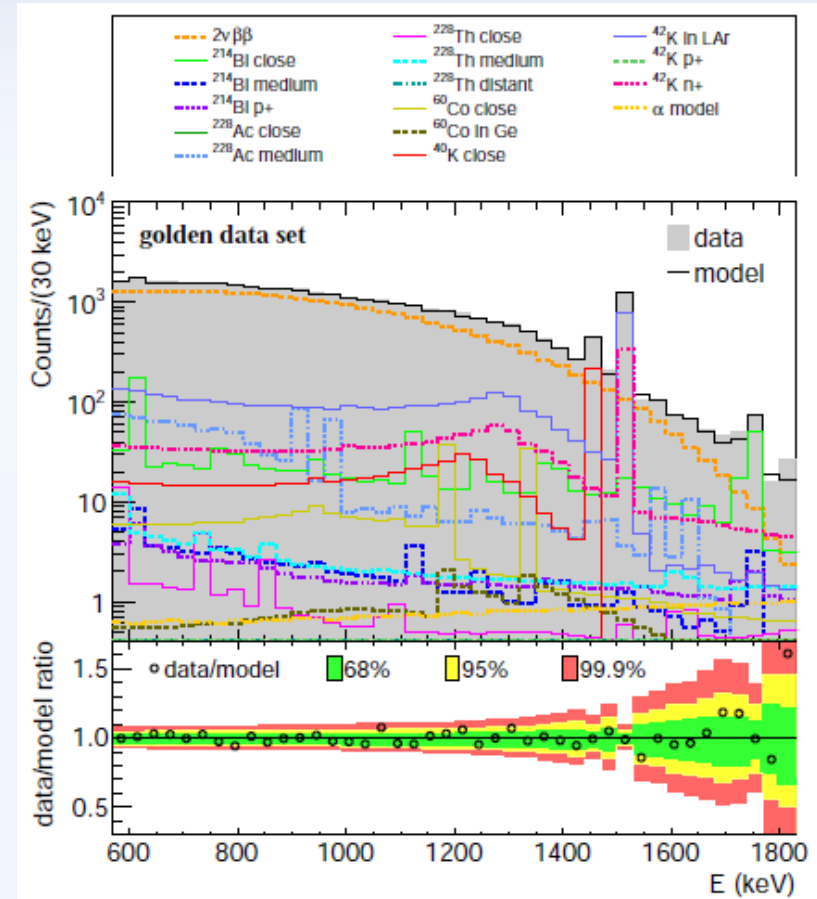 2νββ
²¹⁴Bi close
²¹⁴Bi medium
²¹⁴Bi p+
²²⁸Ac close
²²⁸Ac medium
²²⁸Th close
²²⁸Th medium
²²⁸Th distant
⁶⁰Co close
⁶⁰Co in Ge
⁴⁰K close
⁴²K in LAr
⁴²K p+
⁴²K n+
α model
golden data set
data
model
Counts/(30 keV)
10⁴
10³
10²
10
1
data/model 68% 95% 99.9%
data/model ratio
1.5
1.0
0.5
600 800 1000 1200 1400 1600 1800
E (keV)